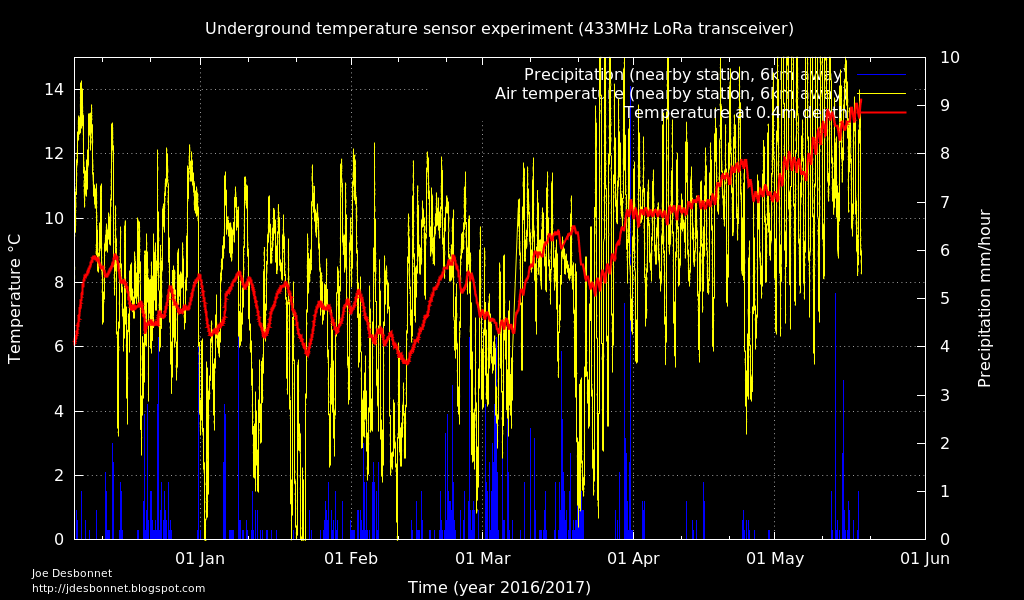 Underground temperature sensor experiment (433MHz LoRa transceiver)
Precipitation (nearby station, 6km away
Air temperature (nearby station, 6km away
Temperature at 0.4m depth
Temperature °C
14
12
10
8
6
4
2
0
10
9
8
7
6
5
4
3
2
1
0
Precipitation mm/hour
01 Jan 01 Feb 01 Mar 01 Apr 01 May 01 Jun
Time (year 2016/2017)
Joe Desbonnet
http://jdesbonnet.blogspot.com